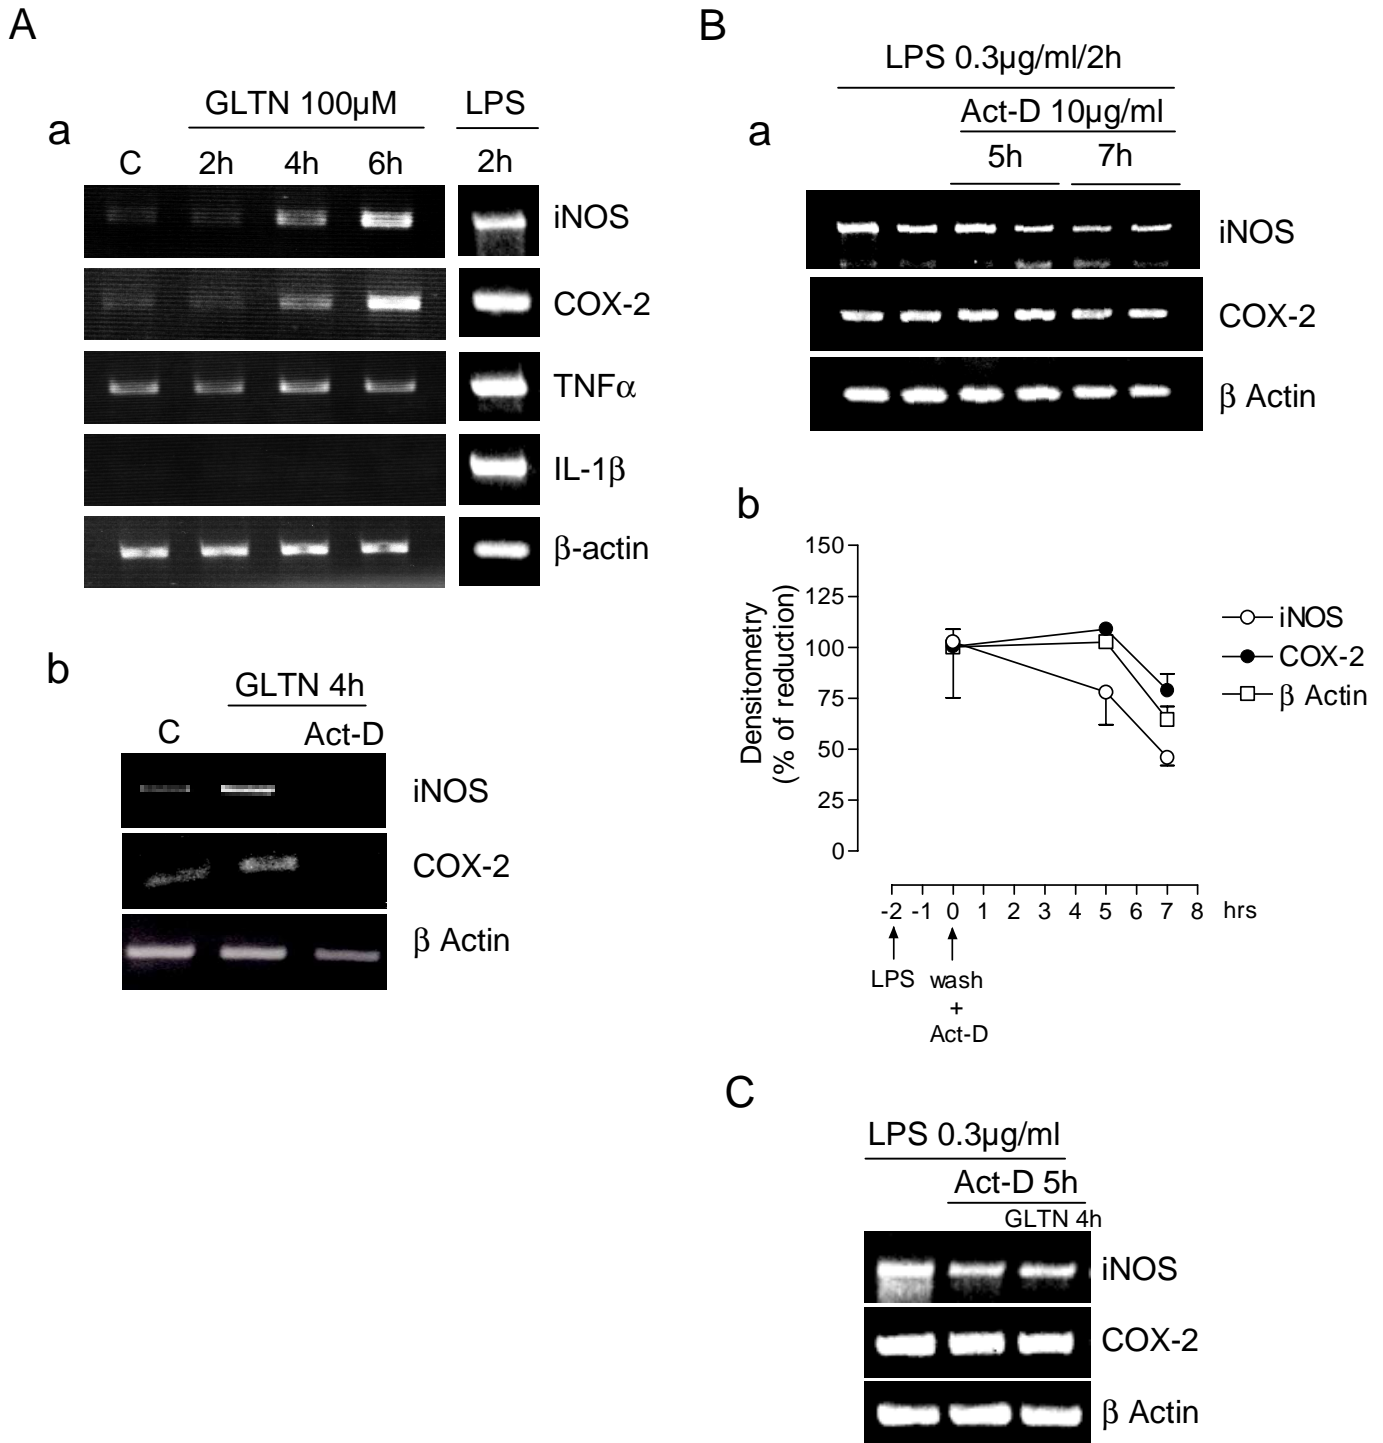 A
a
GLTN 100µM
LPS
C
2h
4h
6h
2h
iNOS
COX-2
TNFα
IL-1β
β-actin
b
GLTN 4h
C
Act-D
iNOS
COX-2
β Actin
B
LPS 0.3µg/ml/2h
a
Act-D 10µg/ml
5h
7h
iNOS
COX-2
β Actin
b
Densitometry
(% of reduction)
150
125
100
75
50
25
0
iNOS
COX-2
β Actin
-2 -1 0 1 2 3 4 5 6 7 8 hrs
LPS
wash
+
Act-D
C
LPS 0.3µg/ml
Act-D 5h
GLTN 4h
iNOS
COX-2
β Actin